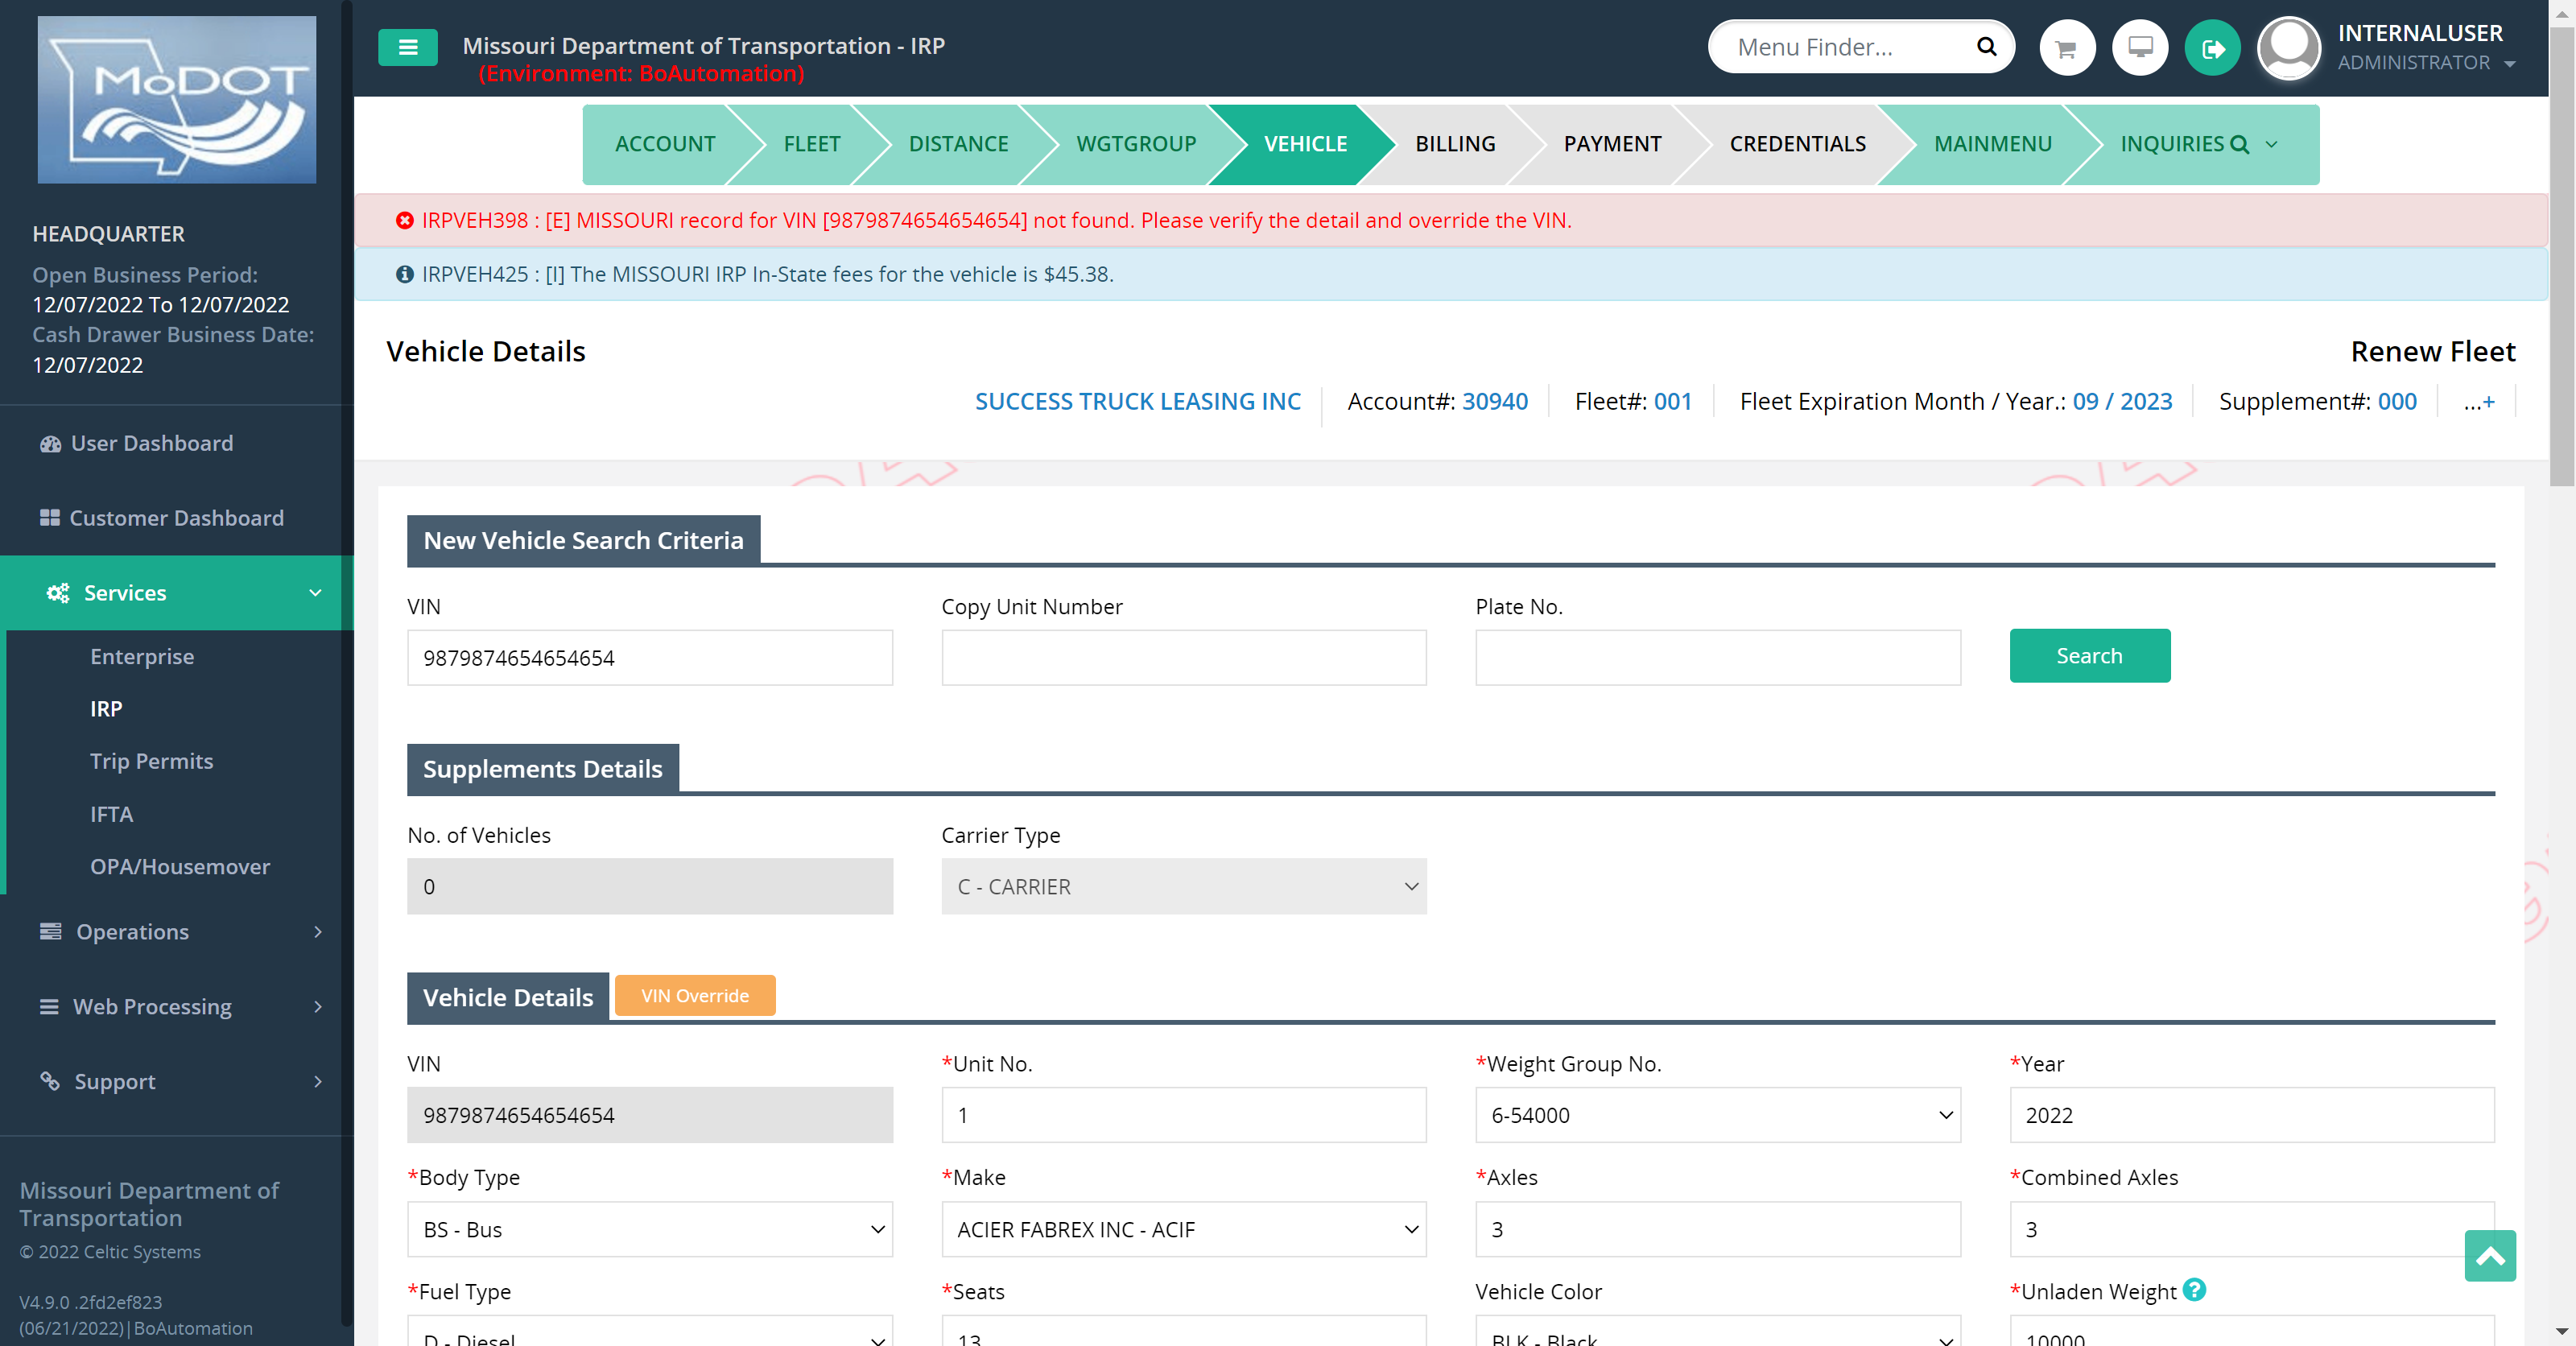 MoDOT
Missouri Department of Transportation - IRP
(Environment: BoAutomation)
Menu Finder...
INTERNALUSER
ADMINISTRATOR
ACCOUNT
FLEET
DISTANCE
WGTGROUP
VEHICLE
BILLING
PAYMENT
CREDENTIALS
MAINMENU
INQUIRIES
IRPVEH398 : [E] MISSOURI record for VIN [9879874654654654] not found. Please verify the detail and override the VIN.
IRPVEH425 : [I] The MISSOURI IRP In-State fees for the vehicle is $45.38.
HEADQUARTER
Open Business Period:
12/07/2022 To 12/07/2022
Cash Drawer Business Date:
12/07/2022
User Dashboard
Customer Dashboard
Services
Enterprise
IRP
Trip Permits
IFTA
OPA/Housemover
Operations
Web Processing
Support
Missouri Department of
Transportation
© 2022 Celtic Systems
V4.9.0 .2fd2ef823
(06/21/2022)|BoAutomation
Vehicle Details
Renew Fleet
SUCCESS TRUCK LEASING INC
Account#: 30940
Fleet#: 001
Fleet Expiration Month / Year.: 09 / 2023
Supplement#: 000
...+
New Vehicle Search Criteria
VIN
Copy Unit Number
Plate No.
9879874654654654
Search
Supplements Details
No. of Vehicles
Carrier Type
0
C - CARRIER
Vehicle Details
VIN Override
VIN
*Unit No.
*Weight Group No.
*Year
9879874654654654
1
6-54000
2022
*Body Type
*Make
*Axles
*Combined Axles
BS - Bus
ACIER FABREX INC - ACIF
3
3
*Fuel Type
*Seats
Vehicle Color
*Unladen Weight
D - Diesel
13
BLK - Black
10000